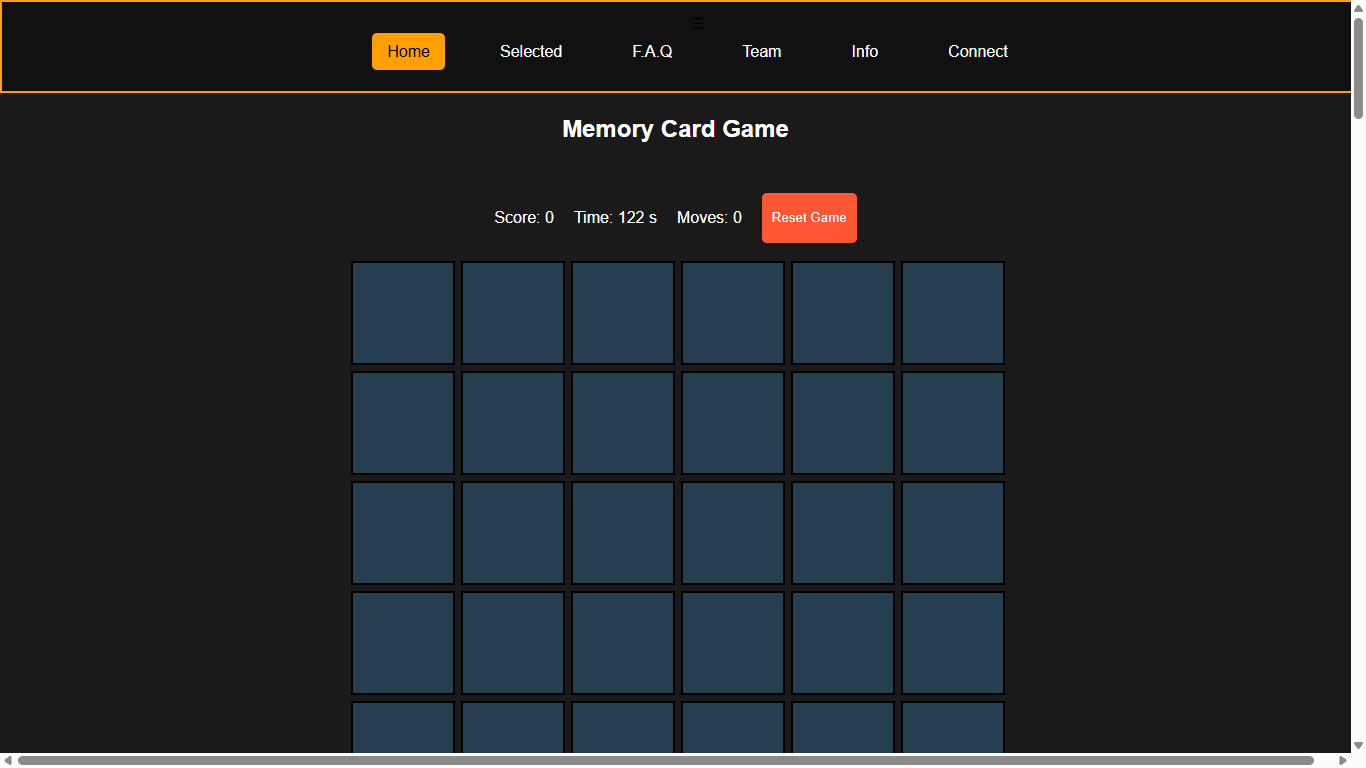 ☰
Home Selected F.A.Q Team Info Connect
Memory Card Game
Score: 0 Time: 122 s Moves: 0 Reset Game